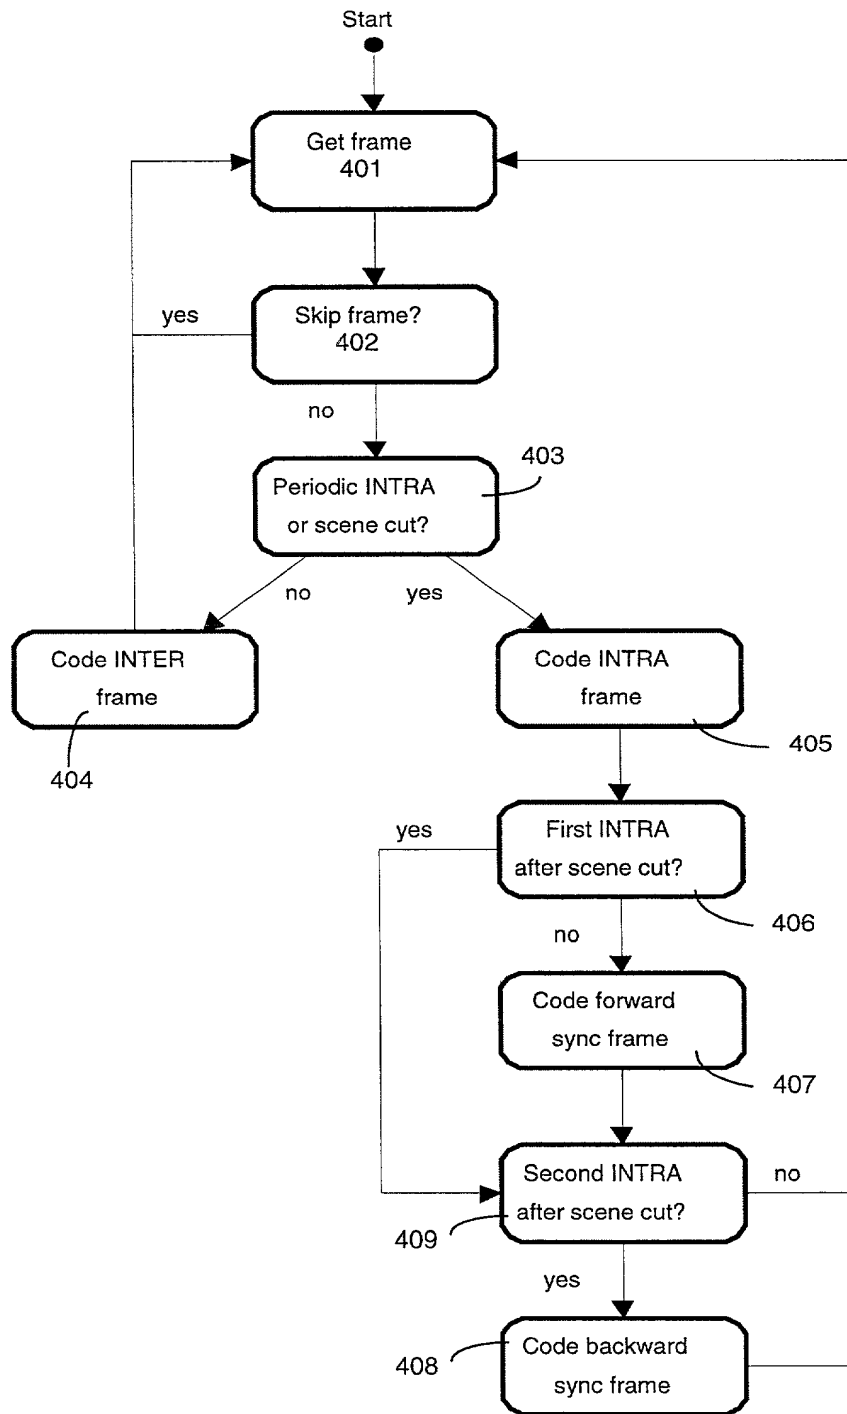 Start
Get frame
401
Skip frame?
402
yes
no
403
Periodic INTRA
or scene cut?
no
yes
Code INTER
frame
404
Code INTRA
frame
405
yes
First INTRA
after scene cut?
406
no
Code forward
sync frame
407
Second INTRA
after scene cut?
no
409
yes
Code backward
sync frame
408